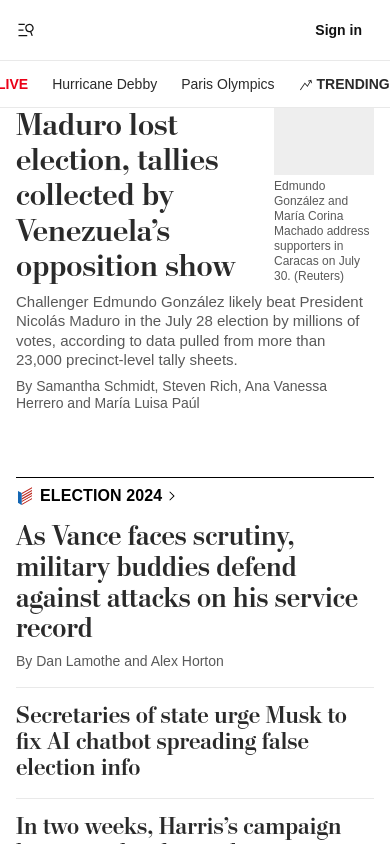 Sign in
LIVE
Hurricane Debby
Paris Olympics
TRENDING
Maduro lost
election, tallies
collected by
Venezuela’s
opposition show
Edmundo
González and
María Corina
Machado address
supporters in
Caracas on July
30. (Reuters)
Challenger Edmundo González likely beat President
Nicolás Maduro in the July 28 election by millions of
votes, according to data pulled from more than
23,000 precinct-level tally sheets.
By Samantha Schmidt, Steven Rich, Ana Vanessa
Herrero and María Luisa Paúl
ELECTION 2024
As Vance faces scrutiny,
military buddies defend
against attacks on his service
record
By Dan Lamothe and Alex Horton
Secretaries of state urge Musk to
fix AI chatbot spreading false
election info
In two weeks, Harris’s campaign